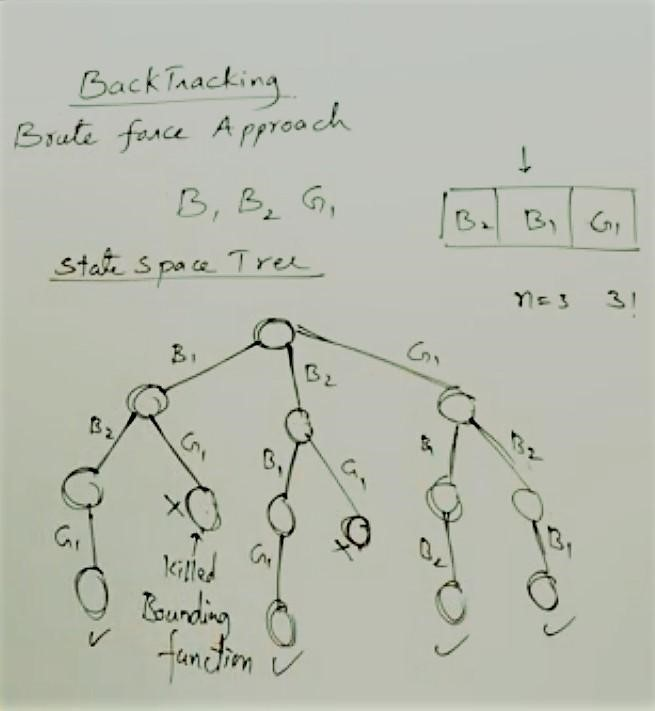 BackTracking
Brute force Approach
B₁ B₂ G₁
↓
B₂ B₁ G₁
State Space Tree
n=3 3!
B₁ B₂ G₁
B₂ G₁ B₁ G₁ B₁ B₂
G₁ × G₁ × B₂ B₁
killed
Bounding
function
✓ ✓ ✓ ✓